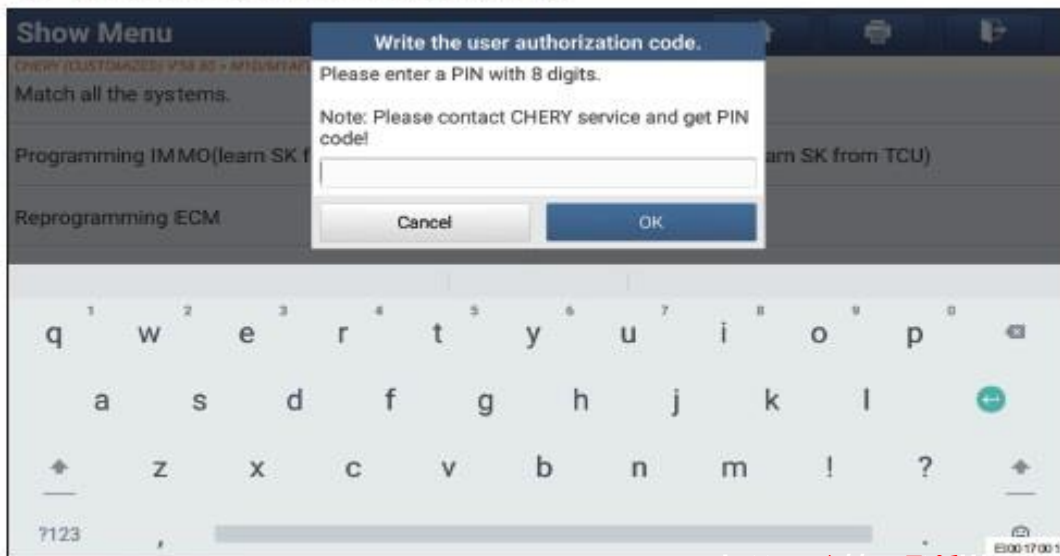 Show Menu
Write the user authorization code.
Please enter a PIN with 8 digits.
Note: Please contact CHERY service and get PIN
code!
Match all the systems.
Programming IMMO(learn SK f
arn SK from TCU)
Reprogramming ECM
Cancel
OK
1 2 3 4 5 6 7 8 9 0
q w e r t y u i o p
a s d f g h j k l
z x c v b n m ! ?
?123 , .